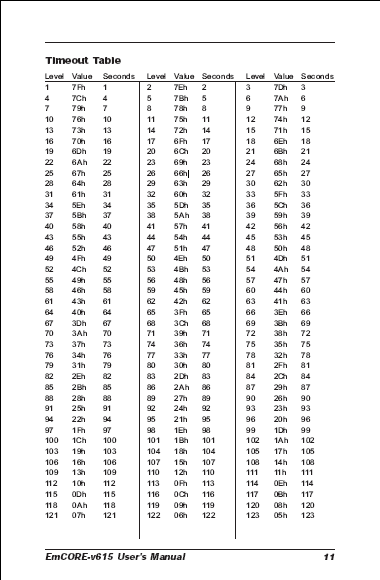 Timeout Table
Level Value Seconds Level Value Seconds Level Value Seconds
1 7Fh 1 2 7Eh 2 3 7Dh 3
4 7Ch 4 5 7Bh 5 6 7Ah 6
7 79h 7 8 78h 8 9 77h 9
10 76h 10 11 75h 11 12 74h 12
13 73h 13 14 72h 14 15 71h 15
16 70h 16 17 6Fh 17 18 6Eh 18
19 6Dh 19 20 6Ch 20 21 6Bh 21
22 6Ah 22 23 69h 23 24 68h 24
25 67h 25 26 66h 26 27 65h 27
28 64h 28 29 63h 29 30 62h 30
31 61h 31 32 60h 32 33 5Fh 33
34 5Eh 34 35 5Dh 35 36 5Ch 36
37 5Bh 37 38 5Ah 38 39 59h 39
40 58h 40 41 57h 41 42 56h 42
43 55h 43 44 54h 44 45 53h 45
46 52h 46 47 51h 47 48 50h 48
49 4Fh 49 50 4Eh 50 51 4Dh 51
52 4Ch 52 53 4Bh 53 54 4Ah 54
55 49h 55 56 48h 56 57 47h 57
58 46h 58 59 45h 59 60 44h 60
61 43h 61 62 42h 62 63 41h 63
64 40h 64 65 3Fh 65 66 3Eh 66
67 3Dh 67 68 3Ch 68 69 3Bh 69
70 3Ah 70 71 39h 71 72 38h 72
73 37h 73 74 36h 74 75 35h 75
76 34h 76 77 33h 77 78 32h 78
79 31h 79 80 30h 80 81 2Fh 81
82 2Eh 82 83 2Dh 83 84 2Ch 84
85 2Bh 85 86 2Ah 86 87 29h 87
88 28h 88 89 27h 89 90 26h 90
91 25h 91 92 24h 92 93 23h 93
94 22h 94 95 21h 95 96 20h 96
97 1Fh 97 98 1Eh 98 99 1Dh 99
100 1Ch 100 101 1Bh 101 102 1Ah 102
103 19h 103 104 18h 104 105 17h 105
106 16h 106 107 15h 107 108 14h 108
109 13h 109 110 12h 110 111 11h 111
112 10h 112 113 0Fh 113 114 0Eh 114
115 0Dh 115 116 0Ch 116 117 0Bh 117
118 0Ah 118 119 09h 119 120 08h 120
121 07h 121 122 06h 122 123 05h 123
EmCORE-v615 User's Manual 11